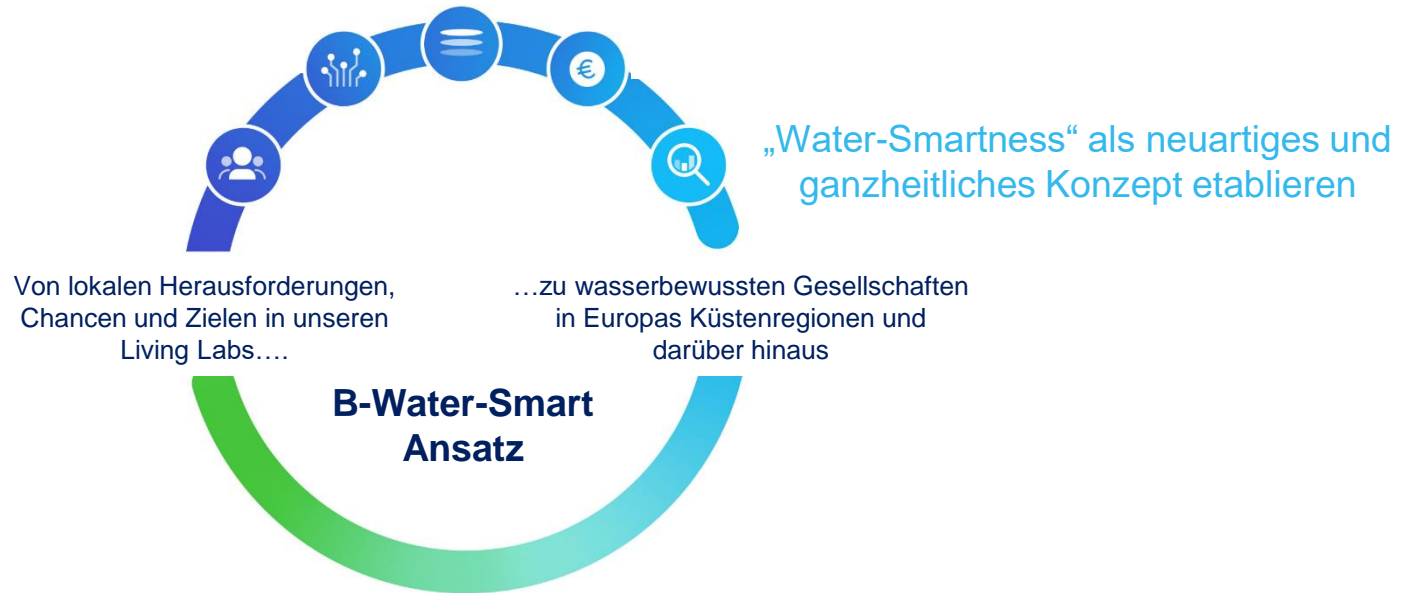 €
„Water-Smartness“ als neuartiges und
ganzheitliches Konzept etablieren
Von lokalen Herausforderungen,
Chancen und Zielen in unseren
Living Labs….
…zu wasserbewussten Gesellschaften
in Europas Küstenregionen und
darüber hinaus
B-Water-Smart
Ansatz